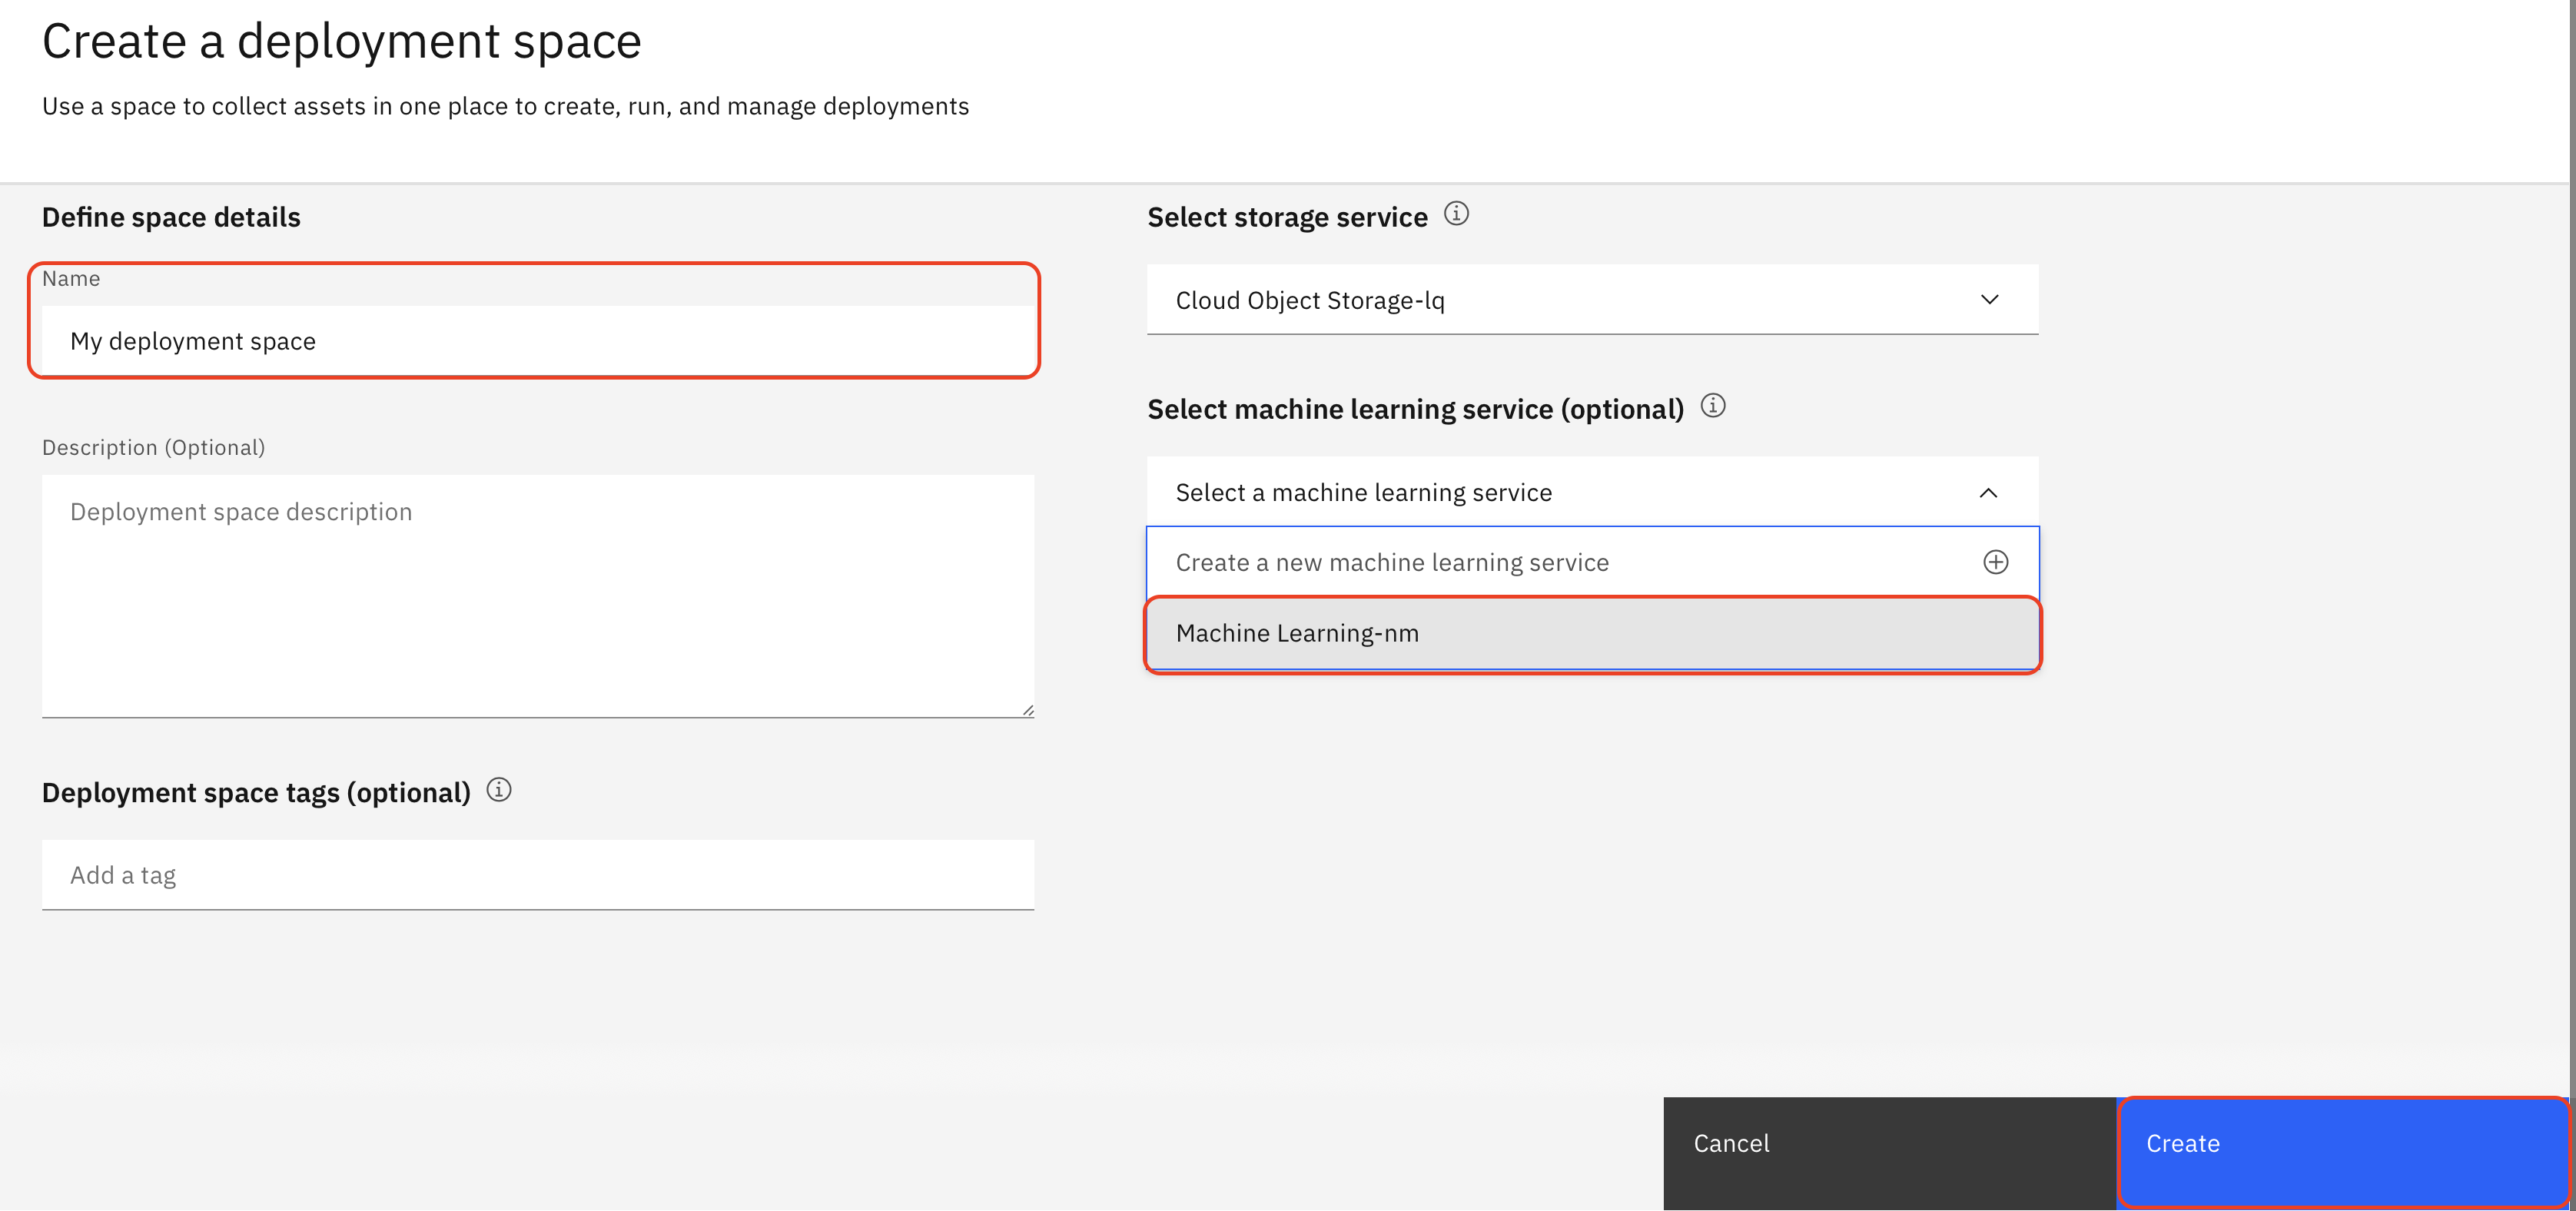 Create a deployment space
Use a space to collect assets in one place to create, run, and manage deployments
Define space details
Name
My deployment space
Description (Optional)
Deployment space description
Deployment space tags (optional)
Add a tag
Select storage service
Cloud Object Storage-lq
Select machine learning service (optional)
Select a machine learning service
Create a new machine learning service
Machine Learning-nm
Cancel
Create